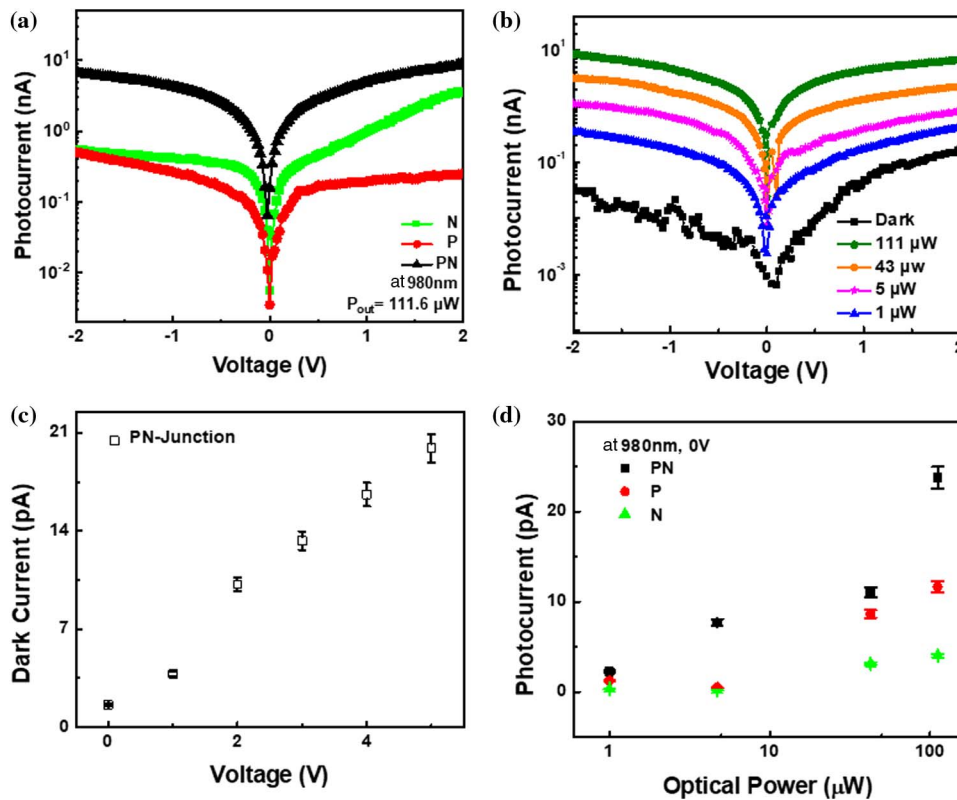 (a)
Photocurrent (nA)
10¹
10⁰
10⁻¹
10⁻²
N
P
PN
at 980nm
Pout= 111.6 µW
-2 -1 0 1 2
Voltage (V)
(b)
Photocurrent (nA)
10¹
10⁻¹
10⁻³
Dark
111 µW
43 µw
5 µW
1 µW
-2 -1 0 1 2
Voltage (V)
(c)
Dark Current (pA)
21
14
7
0
PN-Junction
0 2 4
Voltage (V)
(d)
Photocurrent (pA)
30
20
10
0
at 980nm, 0V
PN
P
N
1 10 100
Optical Power (µW)